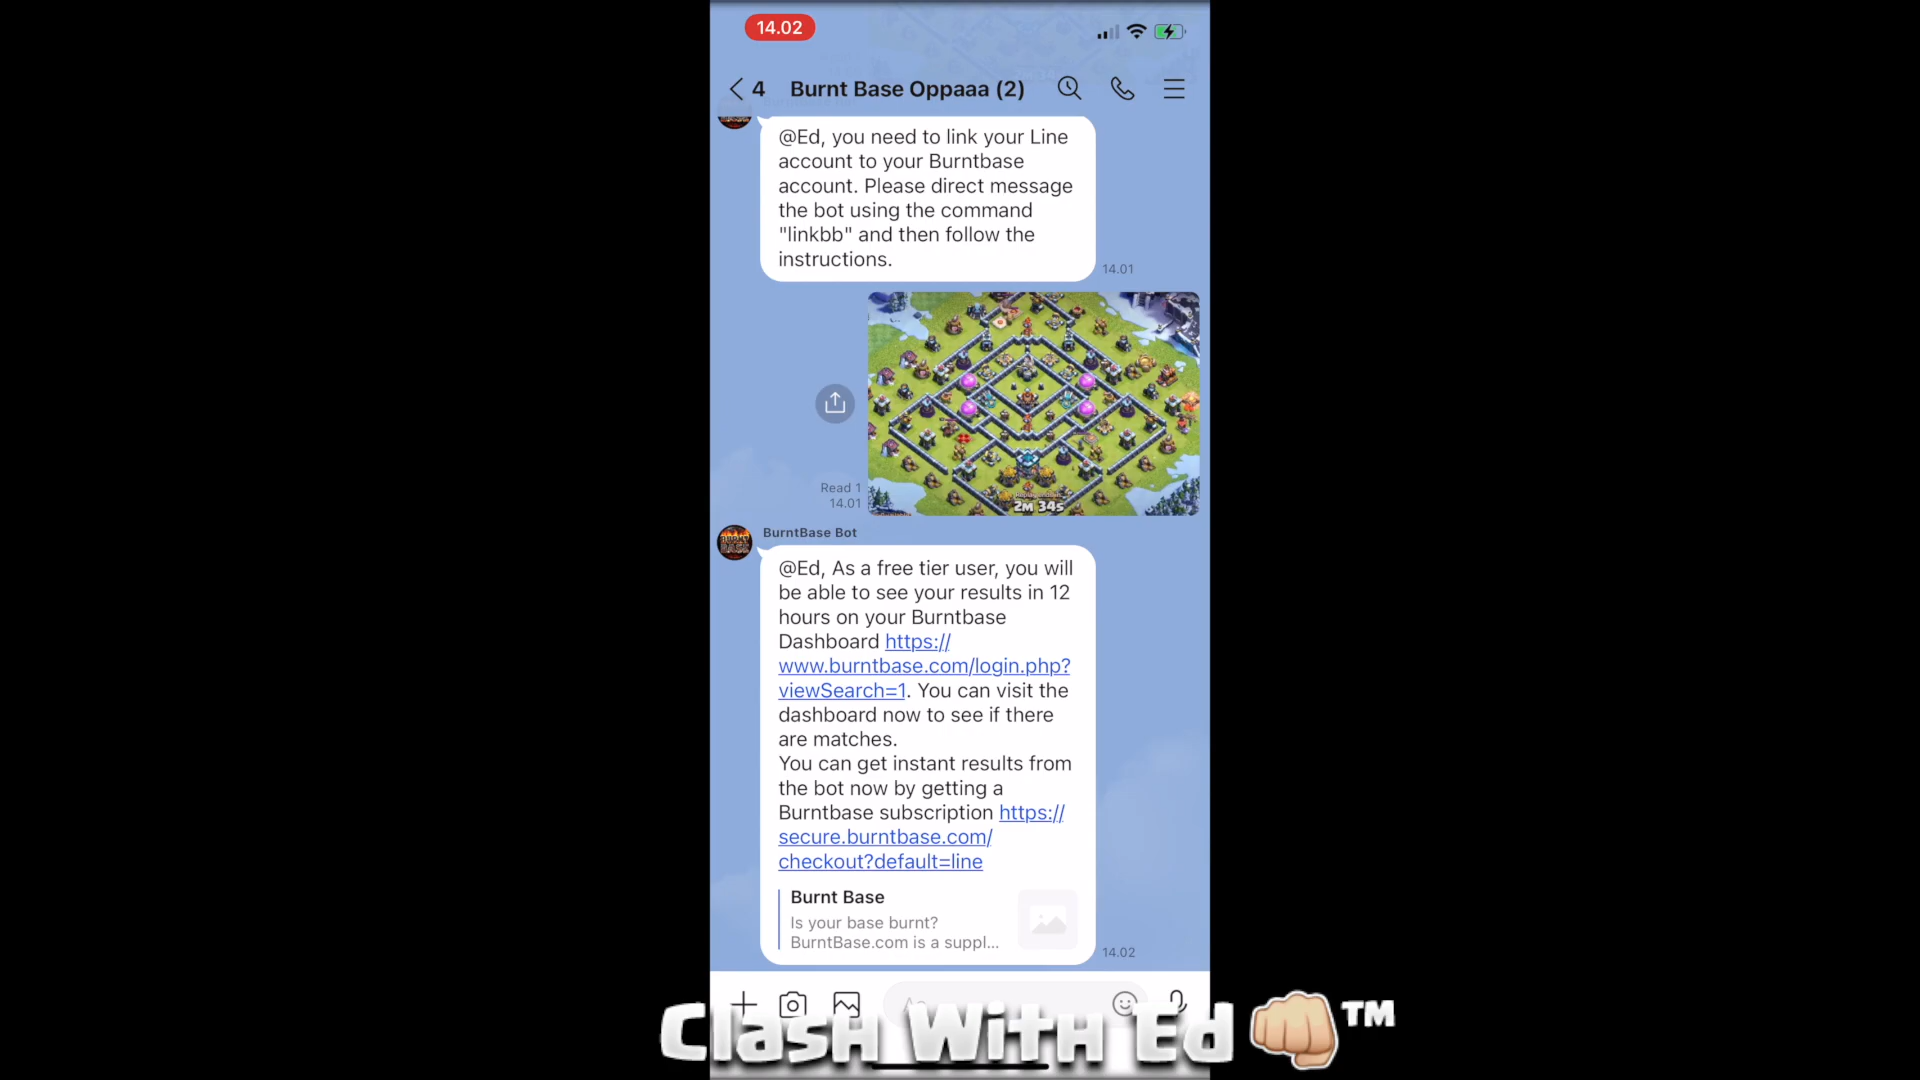 14.02
4 Burnt Base Oppaaa (2)
@Ed, you need to link your Line
account to your Burntbase
account. Please direct message
the bot using the command
"linkbb" and then follow the
instructions.
14.01
2M 34S
Read 1
14.01
BURNT
BASE
BurntBase Bot
@Ed, As a free tier user, you will
be able to see your results in 12
hours on your Burntbase
Dashboard https://
www.burntbase.com/login.php?
viewSearch=1. You can visit the
dashboard now to see if there
are matches.
You can get instant results from
the bot now by getting a
Burntbase subscription https://
secure.burntbase.com/
checkout?default=line
Burnt Base
Is your base burnt?
BurntBase.com is a suppl...
14.02
Aa
Clash With Ed 👊🏼™